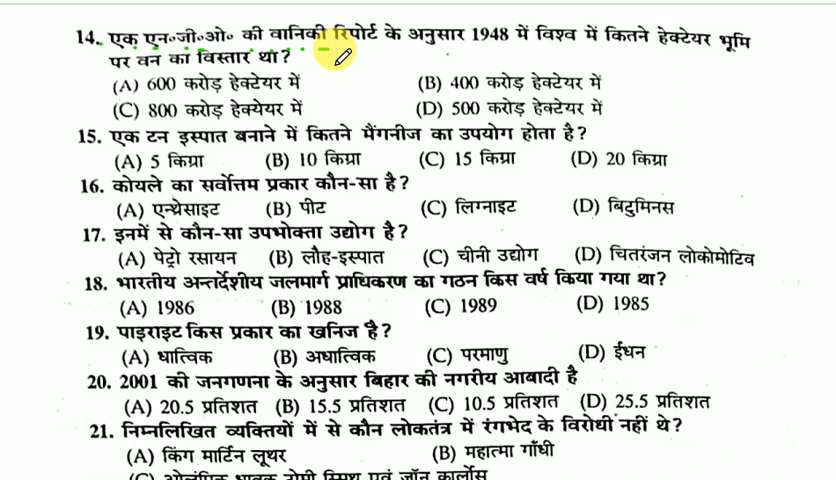 14. एक एन॰जी॰ओ॰ की वानिकी रिपोर्ट के अनुसार 1948 में विश्व में कितने हेक्टेयर भूमि
पर वन का विस्तार था?
(A) 600 करोड़ हेक्टेयर में (B) 400 करोड़ हेक्टेयर में
(C) 800 करोड़ हेक्येयर में (D) 500 करोड़ हेक्टेयर में
15. एक टन इस्पात बनाने में कितने मैंगनीज का उपयोग होता है?
(A) 5 किग्रा (B) 10 किग्रा (C) 15 किग्रा (D) 20 किग्रा
16. कोयले का सर्वोत्तम प्रकार कौन-सा है?
(A) एन्थ्रेसाइट (B) पीट (C) लिग्नाइट (D) बिटुमिनस
17. इनमें से कौन-सा उपभोक्ता उद्योग है?
(A) पेट्रो रसायन (B) लौह-इस्पात (C) चीनी उद्योग (D) चितरंजन लोकोमोटिव
18. भारतीय अन्तर्देशीय जलमार्ग प्राधिकरण का गठन किस वर्ष किया गया था?
(A) 1986 (B) 1988 (C) 1989 (D) 1985
19. पाइराइट किस प्रकार का खनिज है?
(A) धात्विक (B) अधात्विक (C) परमाणु (D) ईंधन
20. 2001 की जनगणना के अनुसार बिहार की नगरीय आबादी है
(A) 20.5 प्रतिशत (B) 15.5 प्रतिशत (C) 10.5 प्रतिशत (D) 25.5 प्रतिशत
21. निम्नलिखित व्यक्तियों में से कौन लोकतंत्र में रंगभेद के विरोधी नहीं थे?
(A) किंग मार्टिन लूथर (B) महात्मा गाँधी
(C) ओलंपिक धावक टोमी स्मिथ एवं जॉन कार्लोस